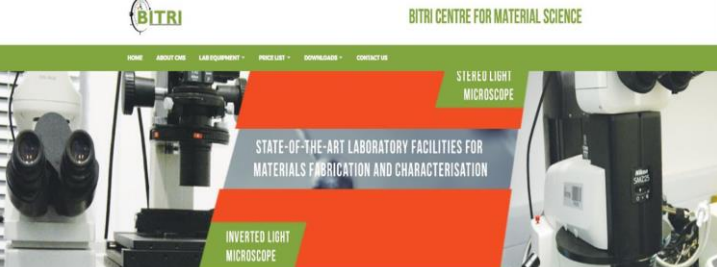 BITRI
BITRI CENTRE FOR MATERIAL SCIENCE
HOME ABOUT CMS LAB EQUIPMENT PRICE LIST DOWNLOADS CONTACT US
STEREO LIGHT
MICROSCOPE
STATE-OF-THE-ART LABORATORY FACILITIES FOR
MATERIALS FABRICATION AND CHARACTERISATION
Nikon
SMZ25
INVERTED LIGHT
MICROSCOPE